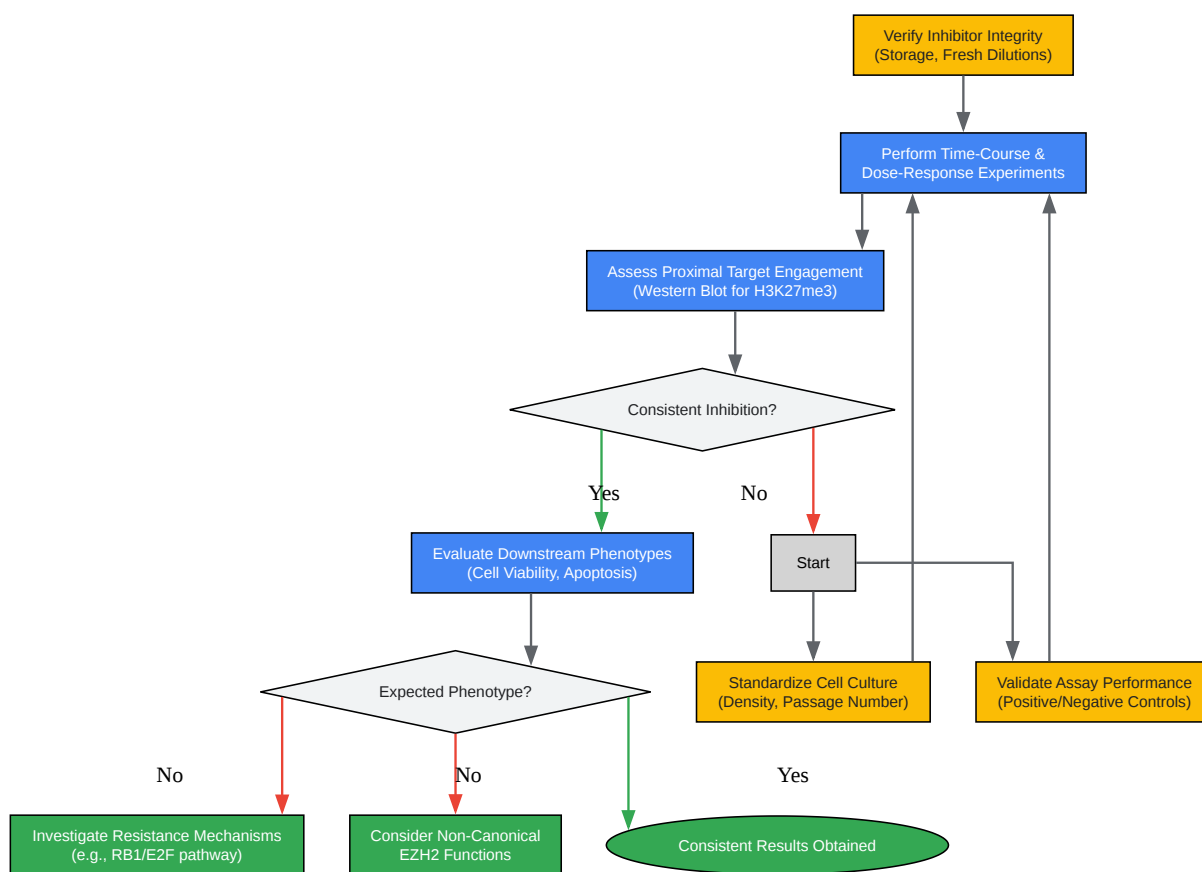 Verify Inhibitor Integrity
(Storage, Fresh Dilutions)
Perform Time-Course &
Dose-Response Experiments
Assess Proximal Target Engagement
(Western Blot for H3K27me3)
Consistent Inhibition?
Yes
No
Evaluate Downstream Phenotypes
(Cell Viability, Apoptosis)
Start
Expected Phenotype?
Standardize Cell Culture
(Density, Passage Number)
Validate Assay Performance
(Positive/Negative Controls)
No
No
Yes
Investigate Resistance Mechanisms
(e.g., RB1/E2F pathway)
Consider Non-Canonical
EZH2 Functions
Consistent Results Obtained